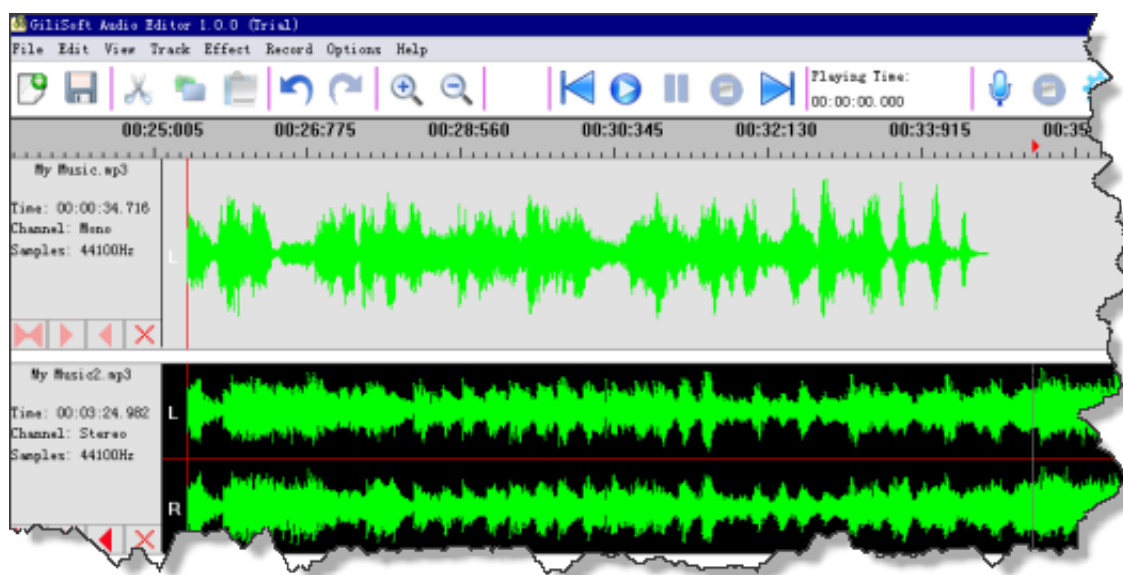 GiliSoft Audio Editor 1.0.0 (Trial)
File Edit View Track Effect Record Options Help
Playing Time:
00:00:00.000
00:25:005 00:26:775 00:28:560 00:30:345 00:32:130 00:33:915 00:35
My Music.mp3
Time: 00:00:34.716
Channel: Mono
Samples: 44100Hz
L
My Music2.mp3
Time: 00:03:24.982
Channel: Stereo
Samples: 44100Hz
L
R